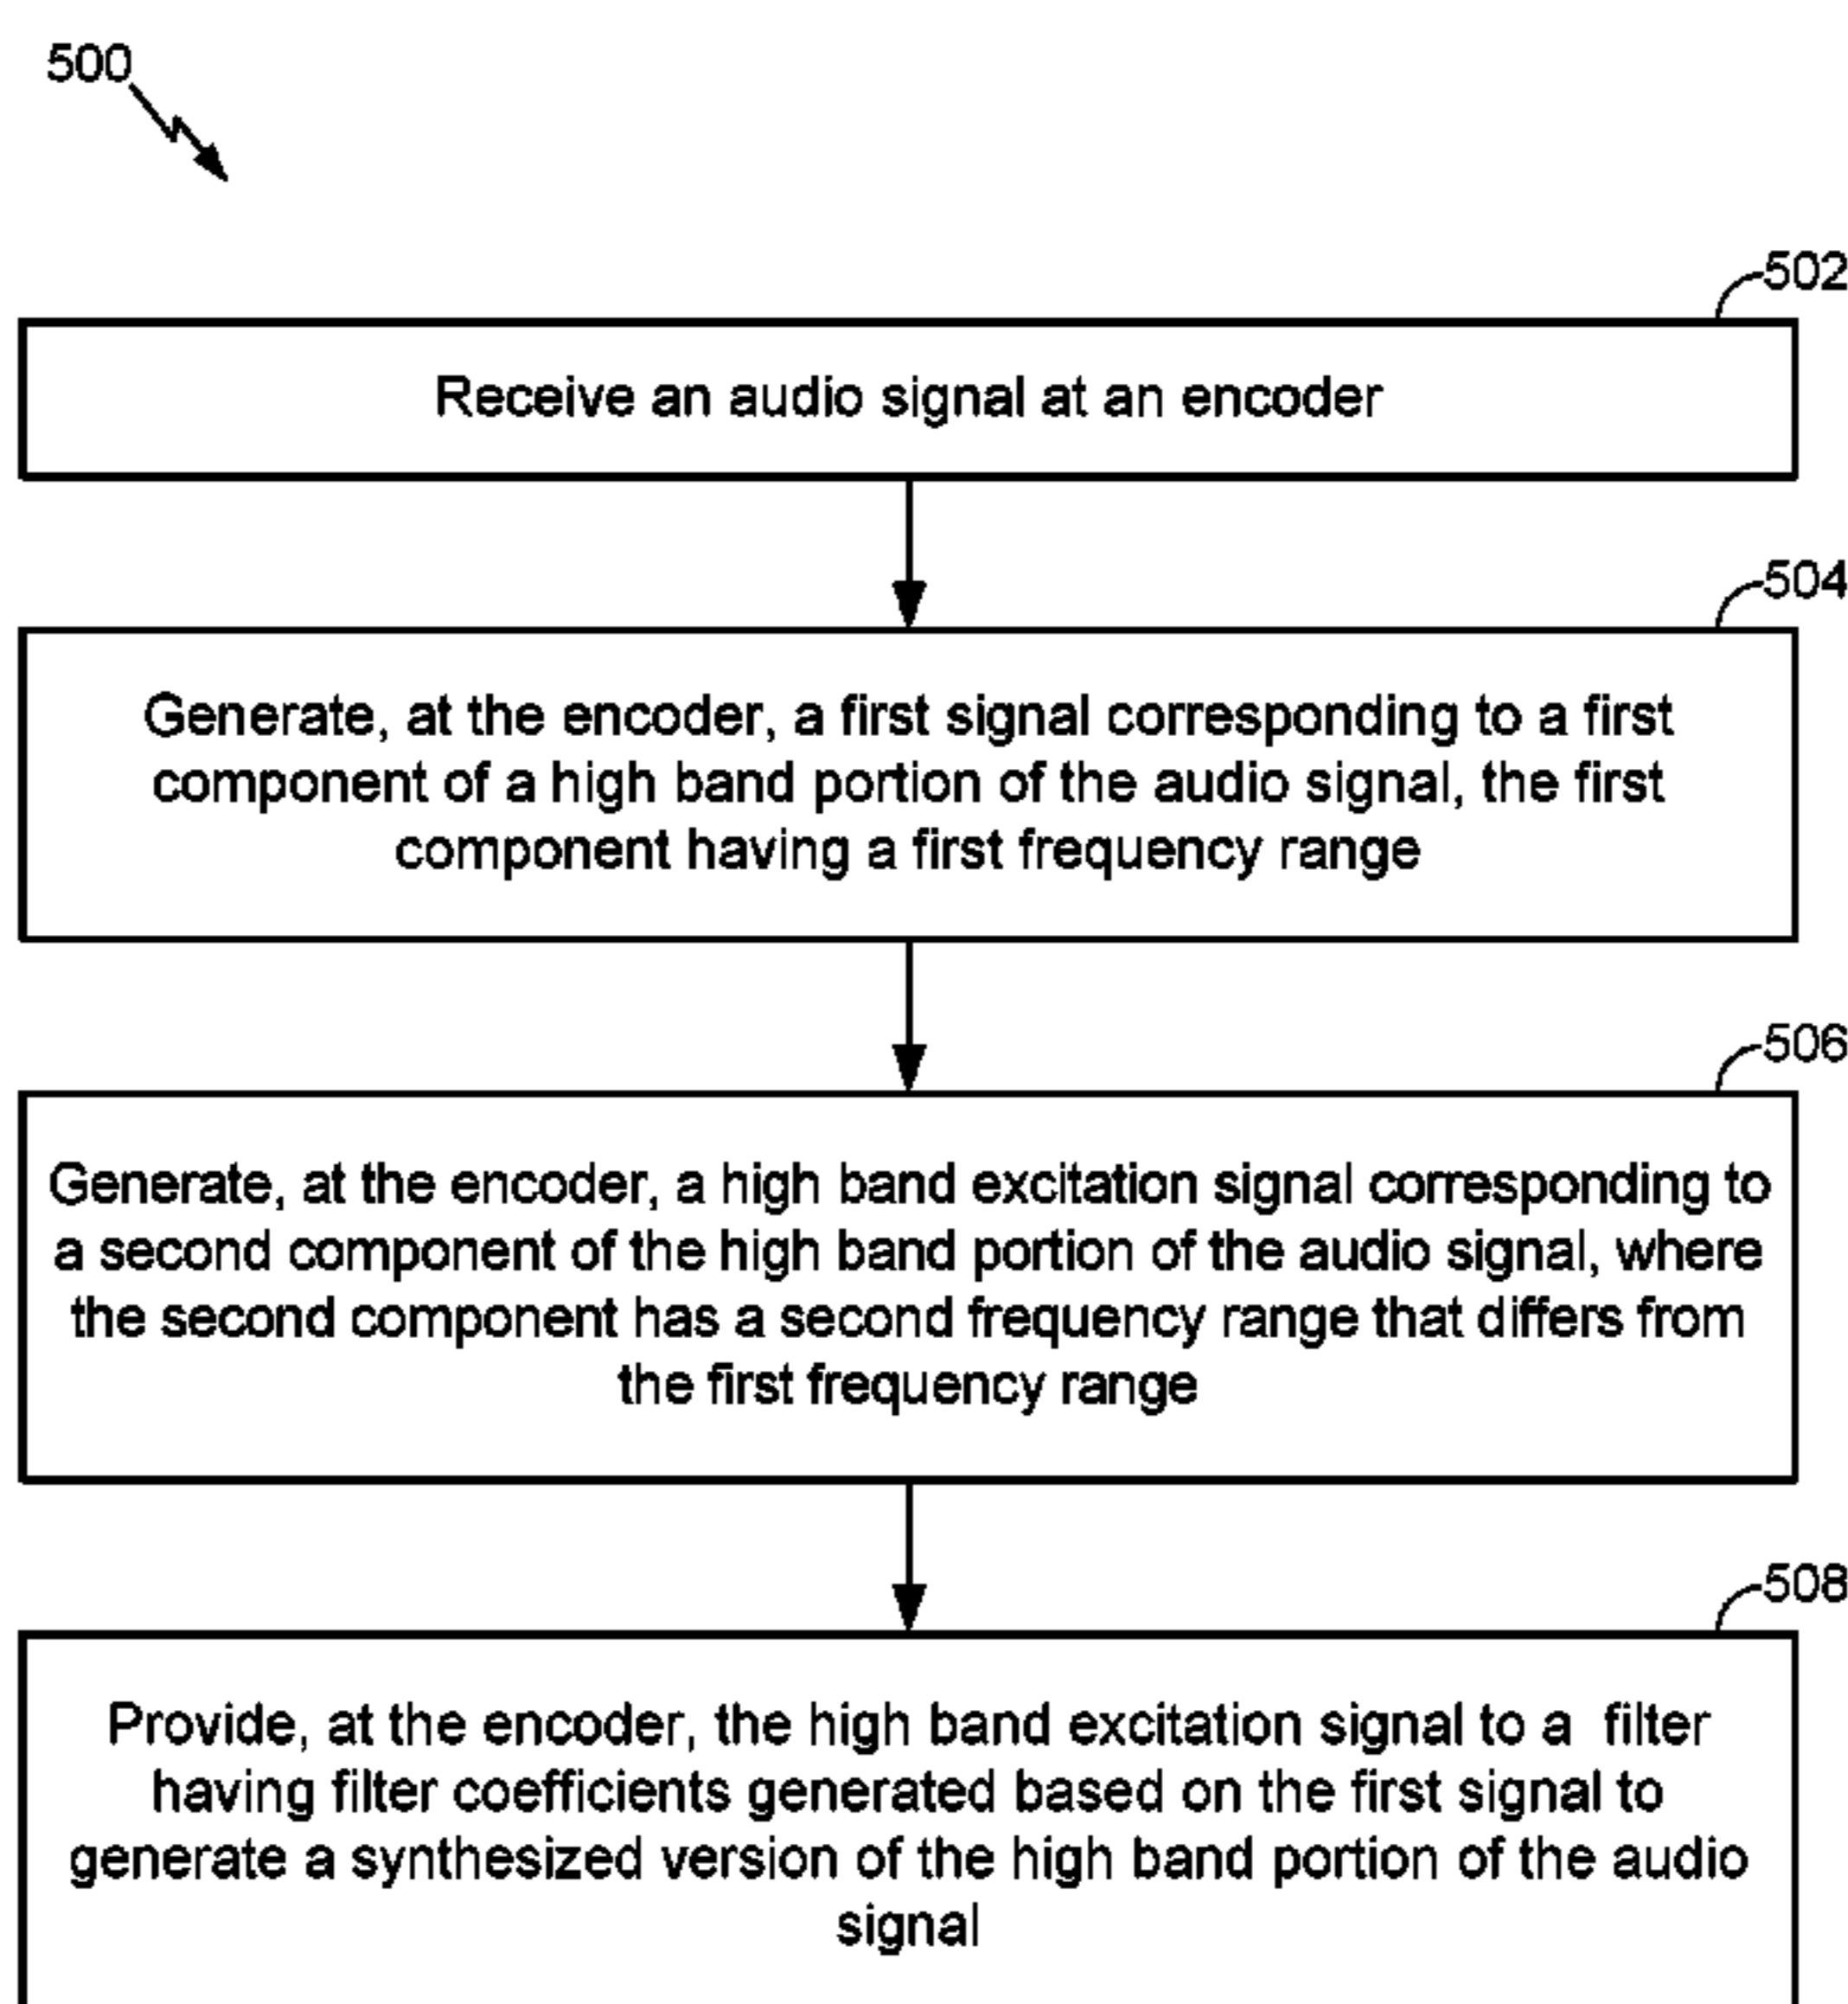 500
502
Receive an audio signal at an encoder
504
Generate, at the encoder, a first signal corresponding to a first
component of a high band portion of the audio signal, the first
component having a first frequency range
506
Generate, at the encoder, a high band excitation signal corresponding to
a second component of the high band portion of the audio signal, where
the second component has a second frequency range that differs from
the first frequency range
508
Provide, at the encoder, the high band excitation signal to a filter
having filter coefficients generated based on the first signal to
generate a synthesized version of the high band portion of the audio
signal